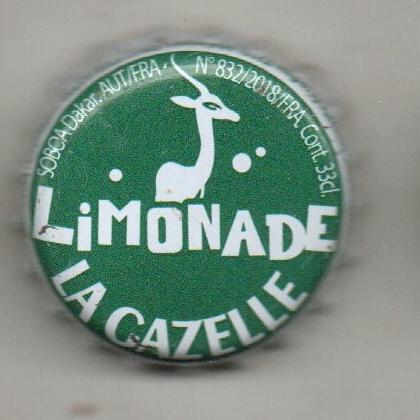 SOBOA Dakar. AUT/FRA · N° 832/2018/FRA Cont. 33cl
LiMONADE
LA GAZELLE